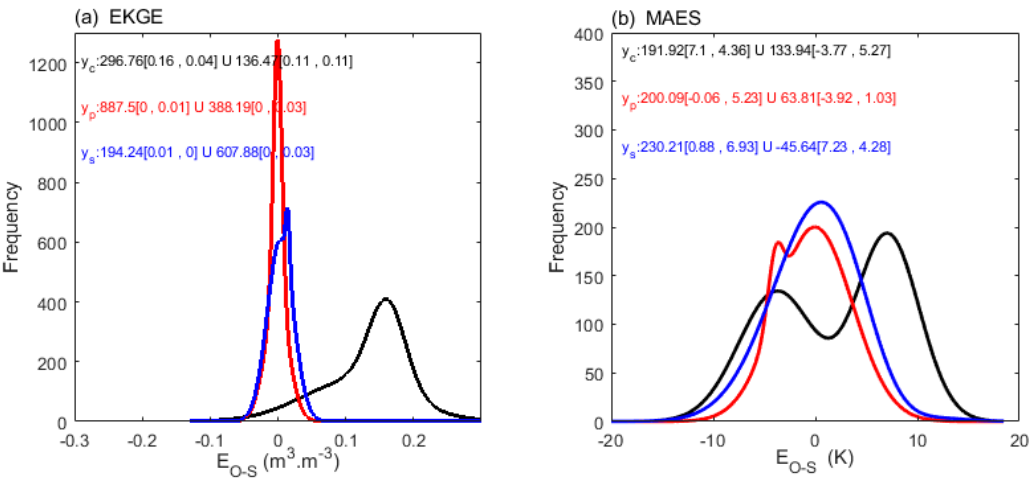 (a) EKGE
y_c:296.76[0.16 , 0.04] U 136.47[0.11 , 0.11]
y_p:887.5[0 , 0.01] U 388.19[0 , 0.03]
y_s:194.24[0.01 , 0] U 607.88[0 , 0.03]
Frequency
1200
1000
800
600
400
200
0
-0.3 -0.2 -0.1 0 0.1 0.2
E_O-S (m³.m⁻³)
(b) MAES
y_c:191.92[7.1 , 4.36] U 133.94[-3.77 , 5.27]
y_p:200.09[-0.06 , 5.23] U 63.81[-3.92 , 1.03]
y_s:230.21[0.88 , 6.93] U -45.64[7.23 , 4.28]
Frequency
400
350
300
250
200
150
100
50
0
-20 -10 0 10 20
E_O-S (K)